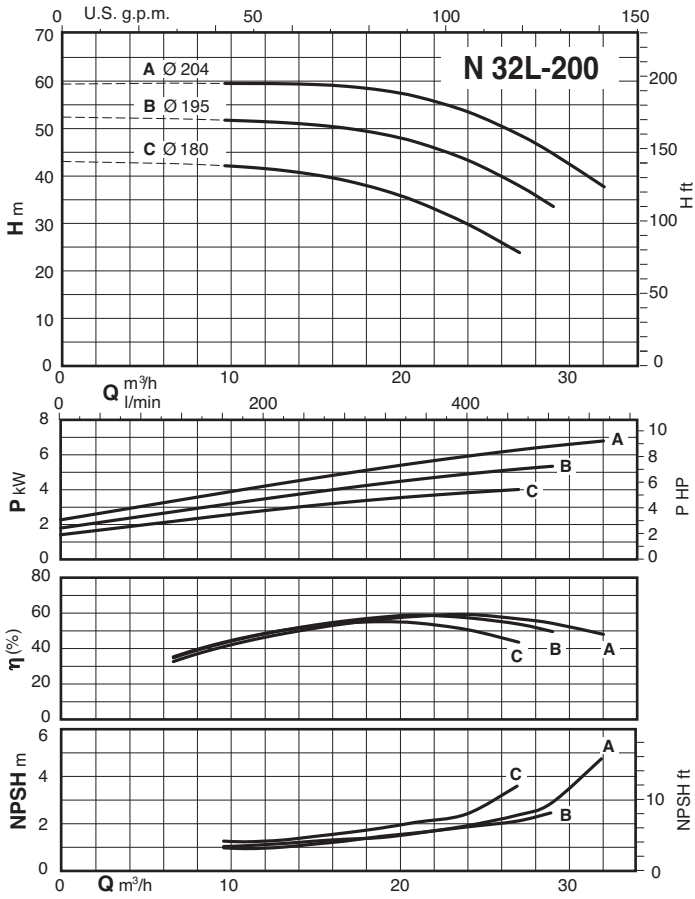 0 U.S. g.p.m. 50 100 150
70
60
50
40
30
20
10
0
H m
A Ø 204
B Ø 195
C Ø 180
N 32L-200
200
150
100
50
0
H ft
0 10 20 30
Q m³/h
l/min
0 200 400
8
6
4
2
0
P kW
A
B
C
10
8
6
4
2
0
P HP
80
60
40
20
0
η (%)
C B A
6
4
2
0
NPSH m
A
C
B
10
0
NPSH ft
0 Q m³/h 10 20 30